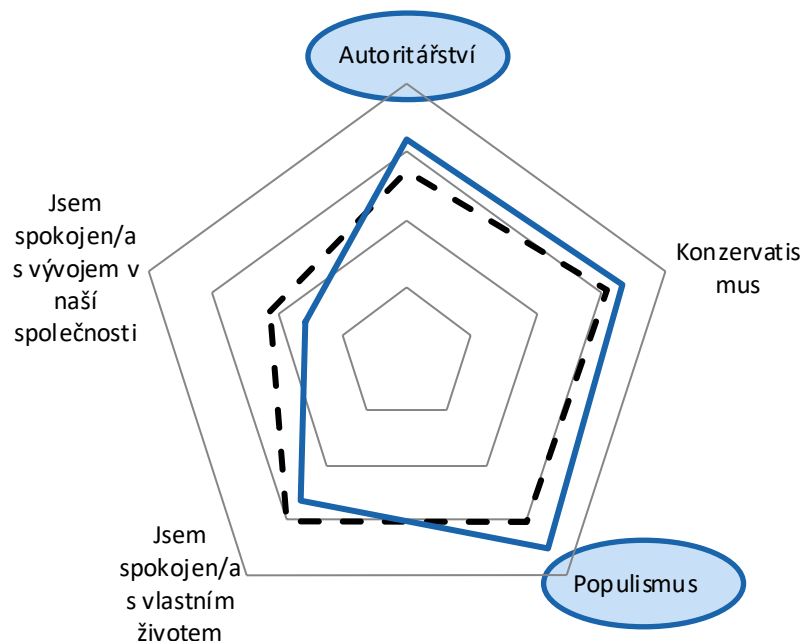 Autoritářství
Konzervatis
mus
Populismus
Jsem
spokojen/a
s vlastním
životem
Jsem
spokojen/a
s vývojem v
naší
společnosti